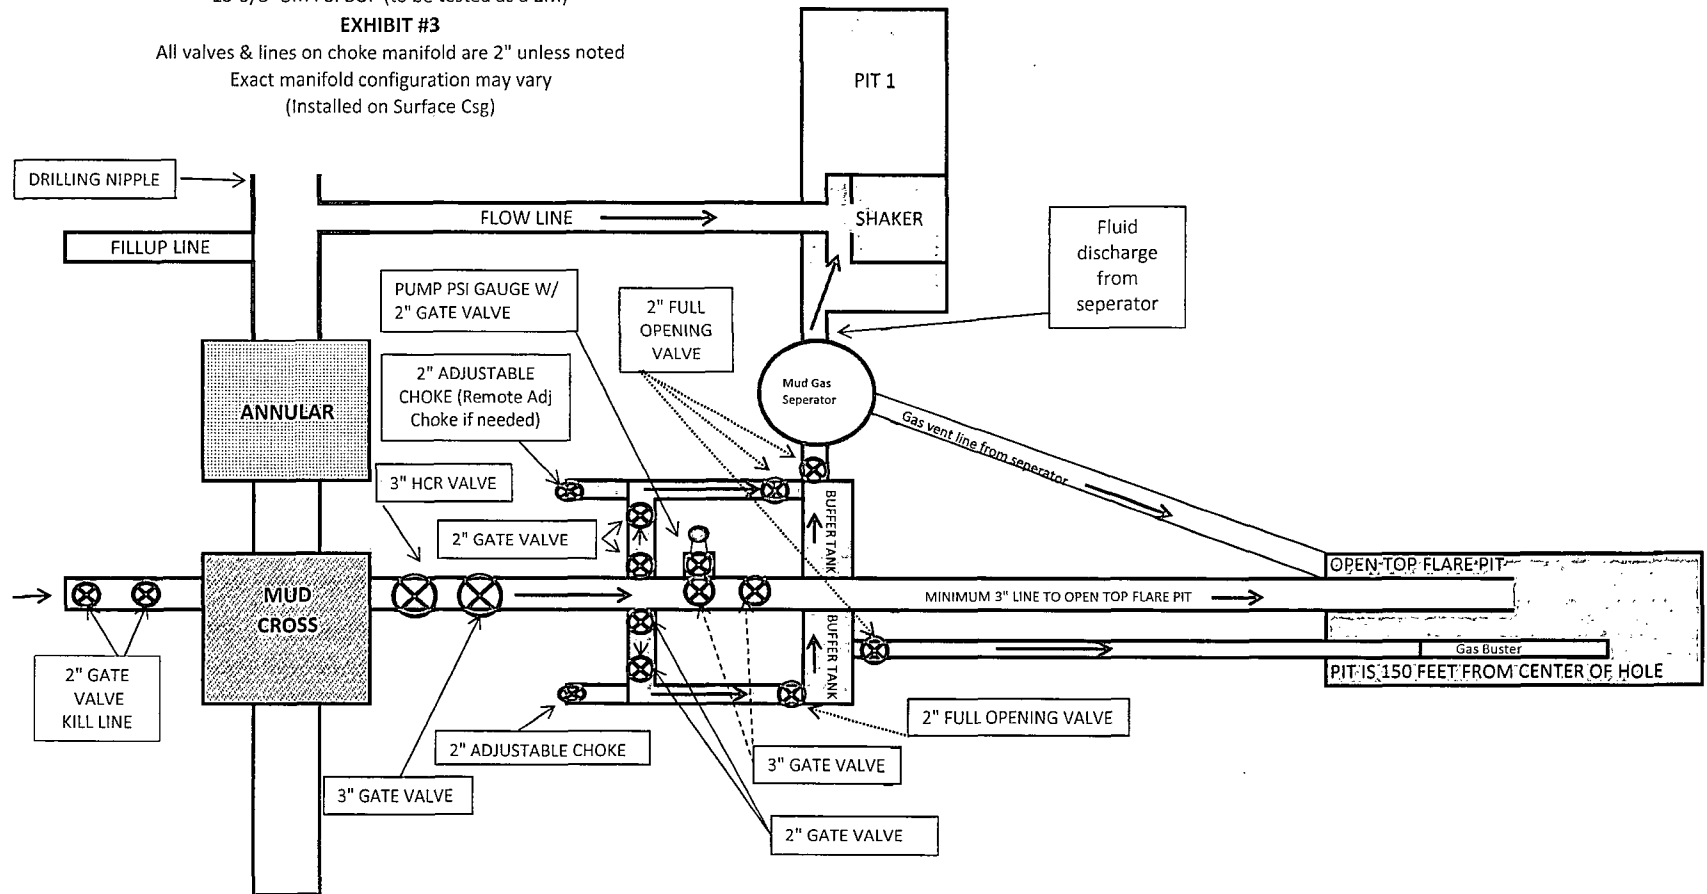 EXHIBIT #3
All valves & lines on choke manifold are 2" unless noted
Exact manifold configuration may vary
(Installed on Surface Csg)
PIT 1
DRILLING NIPPLE
FLOW LINE
SHAKER
FILLUP LINE
Fluid
discharge
from
seperator
PUMP PSI GAUGE W/
2" GATE VALVE
2" FULL
OPENING
VALVE
2" ADJUSTABLE
CHOKE (Remote Adj
Choke if needed)
Mud Gas
Seperator
ANNULAR
Gas vent line from seperator
3" HCR VALVE
2" GATE VALVE
BUFFER TANK
OPEN TOP FLARE PIT
MUD
CROSS
MINIMUM 3" LINE TO OPEN TOP FLARE PIT
BUFFER TANK
Gas Buster
PIT IS 150 FEET FROM CENTER OF HOLE
2" GATE
VALVE
KILL LINE
2" FULL OPENING VALVE
2" ADJUSTABLE CHOKE
3" GATE VALVE
3" GATE VALVE
2" GATE VALVE